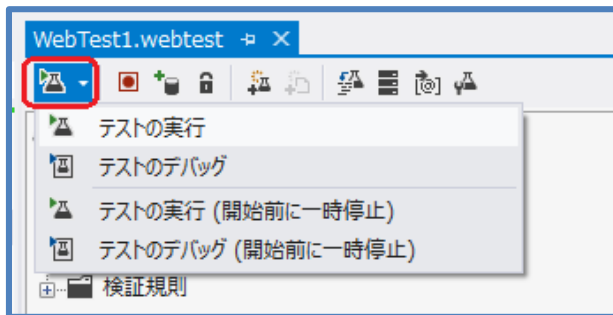 WebTest1.webtest
テストの実行
テストのデバッグ
テストの実行 (開始前に一時停止)
テストのデバッグ (開始前に一時停止)
検証規則